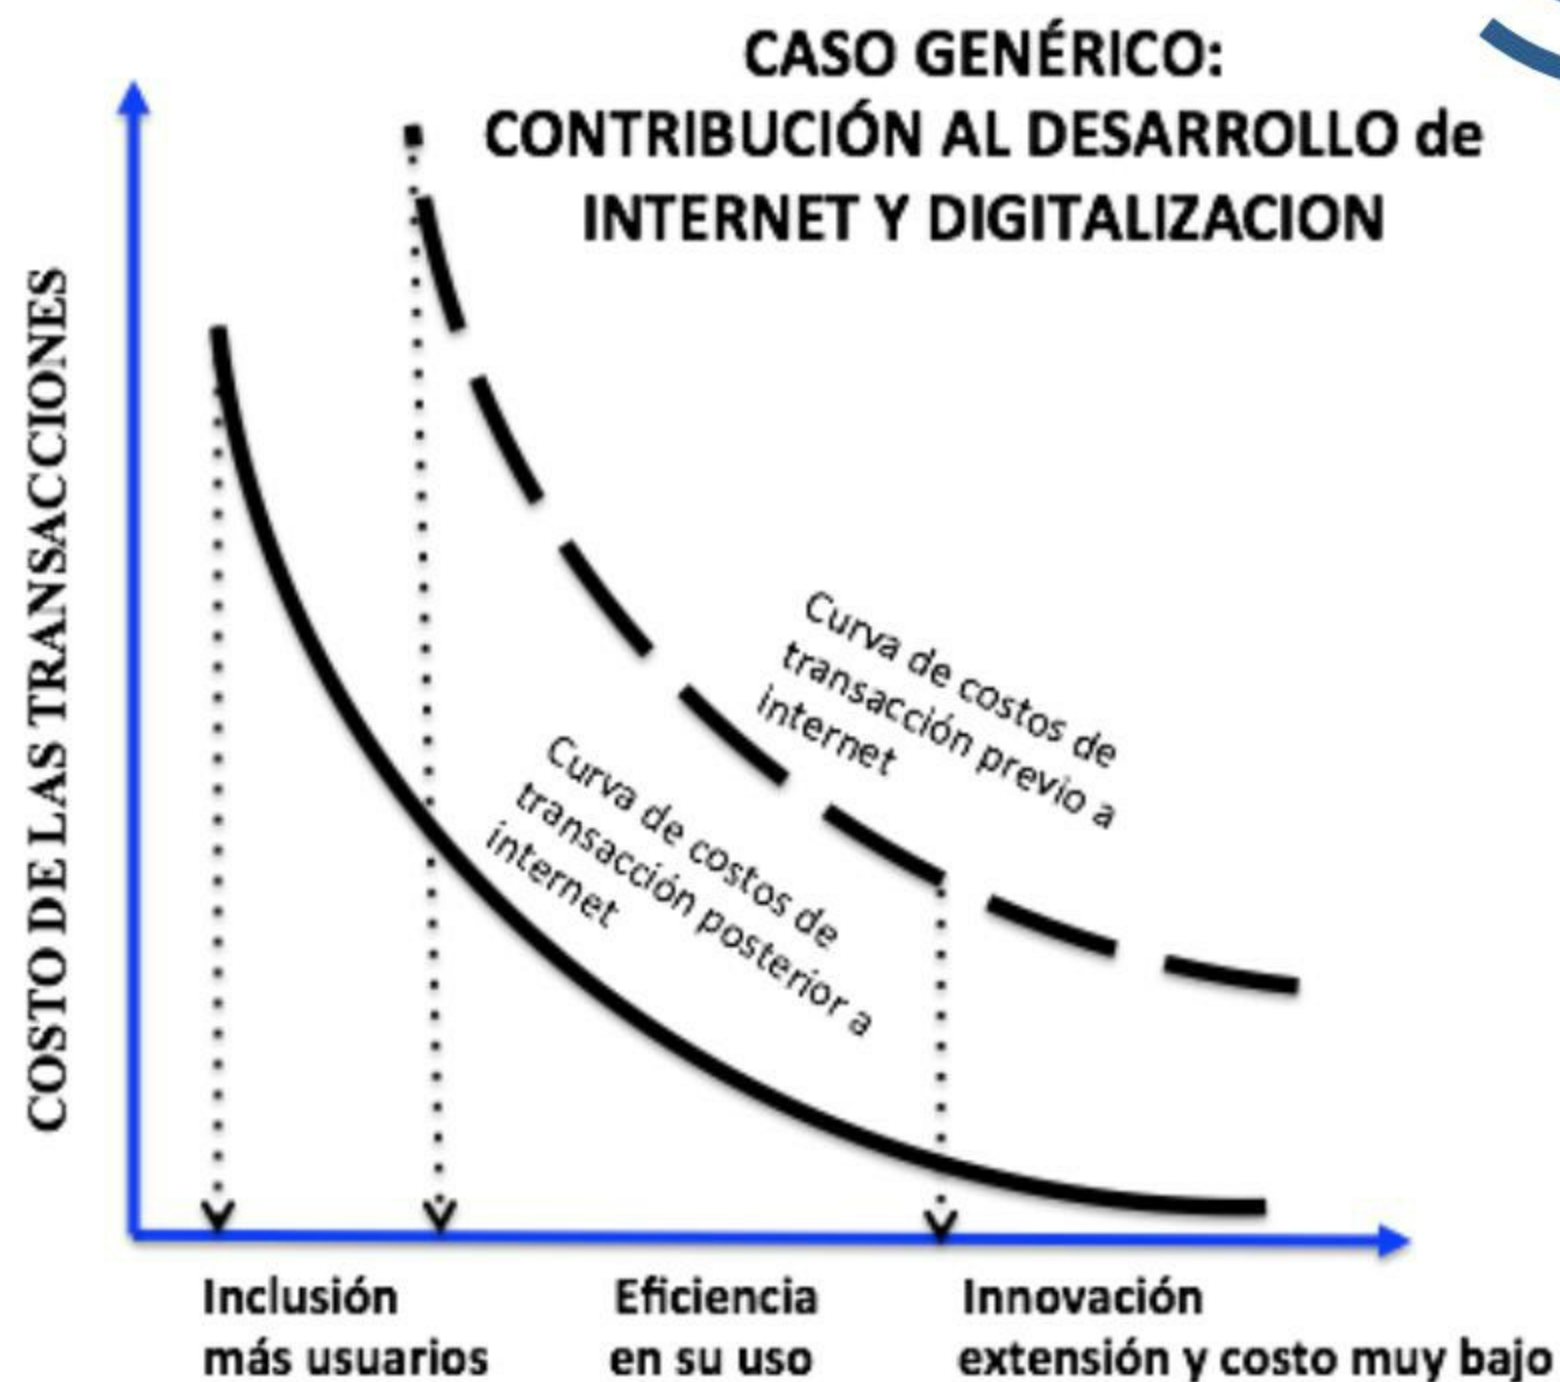 CASO GENÉRICO:
CONTRIBUCIÓN AL DESARROLLO de
INTERNET Y DIGITALIZACION
COSTO DE LAS TRANSACCIONES
Curva de costos de
transacción previo a
internet
Curva de costos de
transacción posterior a
internet
Inclusión
más usuarios
Eficiencia
en su uso
Innovación
extensión y costo muy bajo